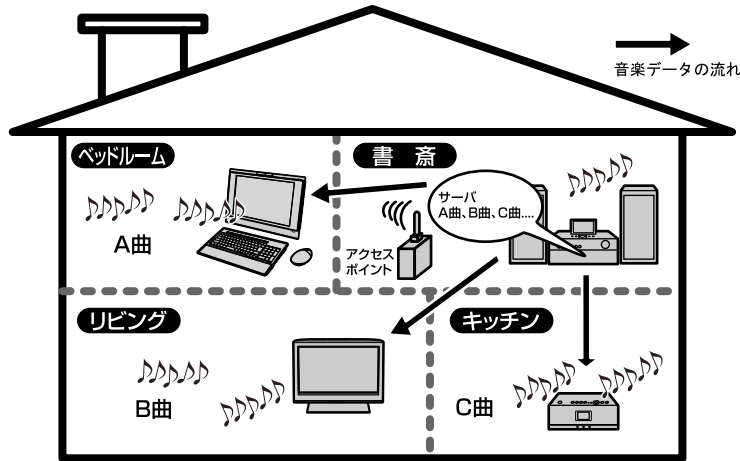 音楽データの流れ
ベッドルーム
書 斎
サーバ
A曲、B曲、C曲....
A曲
アクセス
ポイント
リビング
キッチン
B曲
C曲